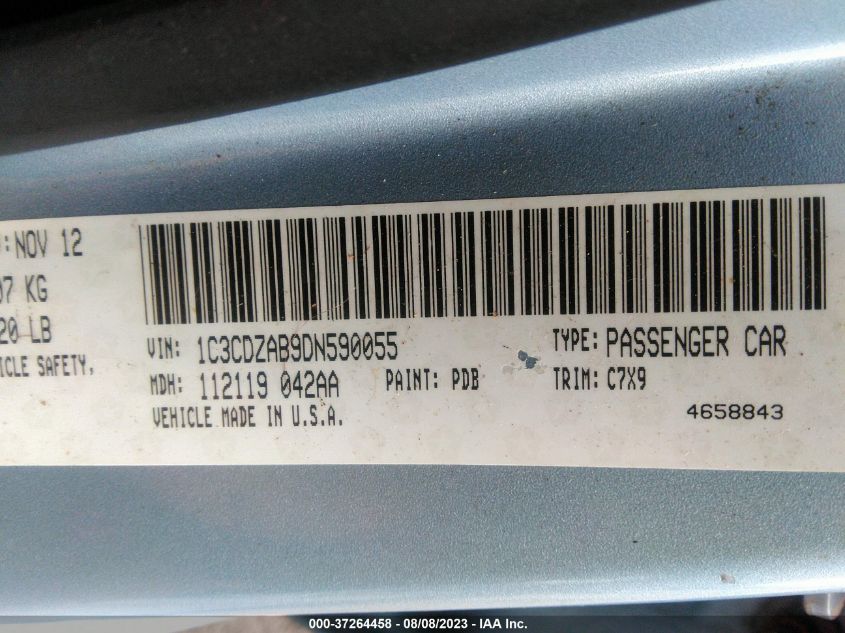 : NOV 12
07 KG
20 LB
ICLE SAFETY,
VIN: 1C3CDZAB9DN590055
TYPE: PASSENGER CAR
MDH: 112119 042AA
PAINT: PDB
TRIM: C7X9
VEHICLE MADE IN U.S.A.
4658843
000-37264458 - 08/08/2023 - IAA Inc.